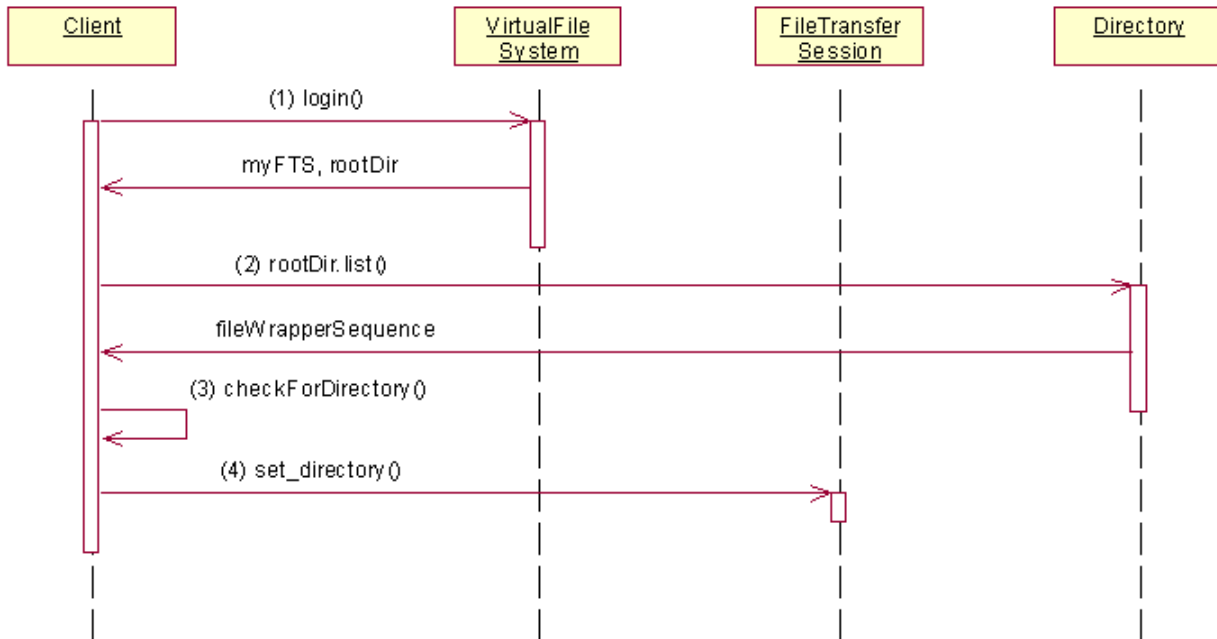 Client
VirtualFile
System
FileTransfer
Session
Directory
(1) login()
myFTS, rootDir
(2) rootDir.list()
fileWrapperSequence
(3) checkForDirectory()
(4) set_directory()